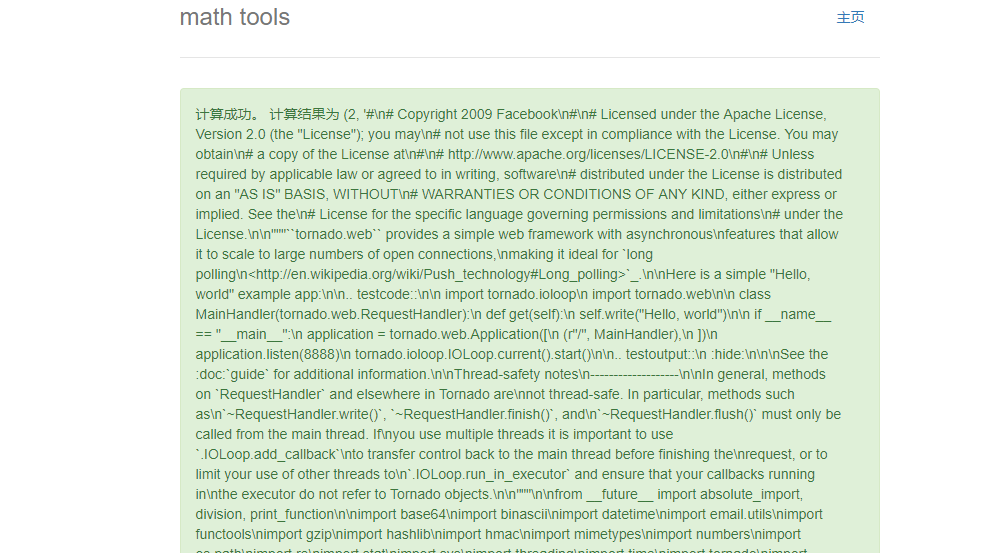 math tools
主页
计算成功。 计算结果为 (2, '#\n# Copyright 2009 Facebook\n#\n# Licensed under the Apache License,
Version 2.0 (the "License"); you may\n# not use this file except in compliance with the License. You may
obtain\n# a copy of the License at\n#\n# http://www.apache.org/licenses/LICENSE-2.0\n#\n# Unless
required by applicable law or agreed to in writing, software\n# distributed under the License is distributed
on an "AS IS" BASIS, WITHOUT\n# WARRANTIES OR CONDITIONS OF ANY KIND, either express or
implied. See the\n# License for the specific language governing permissions and limitations\n# under the
License.\n\n"""``tornado.web`` provides a simple web framework with asynchronous\nfeatures that allow
it to scale to large numbers of open connections,\nmaking it ideal for `long
polling\n<http://en.wikipedia.org/wiki/Push_technology#Long_polling>`_.\n\nHere is a simple "Hello,
world" example app:\n\n.. testcode::\n\n import tornado.ioloop\n import tornado.web\n\n class
MainHandler(tornado.web.RequestHandler):\n def get(self):\n self.write("Hello, world")\n\n if __name__
== "__main__":\n application = tornado.web.Application([\n (r"/", MainHandler),\n ])\n
application.listen(8888)\n tornado.ioloop.IOLoop.current().start()\n\n.. testoutput::\n :hide:\n\n\nSee the
:doc:`guide` for additional information.\n\nThread-safety notes\n-------------------\n\nIn general, methods
on `RequestHandler` and elsewhere in Tornado are\nnot thread-safe. In particular, methods such
as\n`~RequestHandler.write()`, `~RequestHandler.finish()`, and\n`~RequestHandler.flush()` must only be
called from the main thread. If\nyou use multiple threads it is important to use
`.IOLoop.add_callback`\nto transfer control back to the main thread before finishing the\nrequest, or to
limit your use of other threads to\n`.IOLoop.run_in_executor` and ensure that your callbacks running
in\nthe executor do not refer to Tornado objects.\n\n"""\n\nfrom __future__ import absolute_import,
division, print_function\n\nimport base64\nimport binascii\nimport datetime\nimport email.utils\nimport
functools\nimport gzip\nimport hashlib\nimport hmac\nimport mimetypes\nimport numbers\nimport
os.path\nimport re\nimport stat\nimport sys\nimport threading\nimport time\nimport tornado\nimport